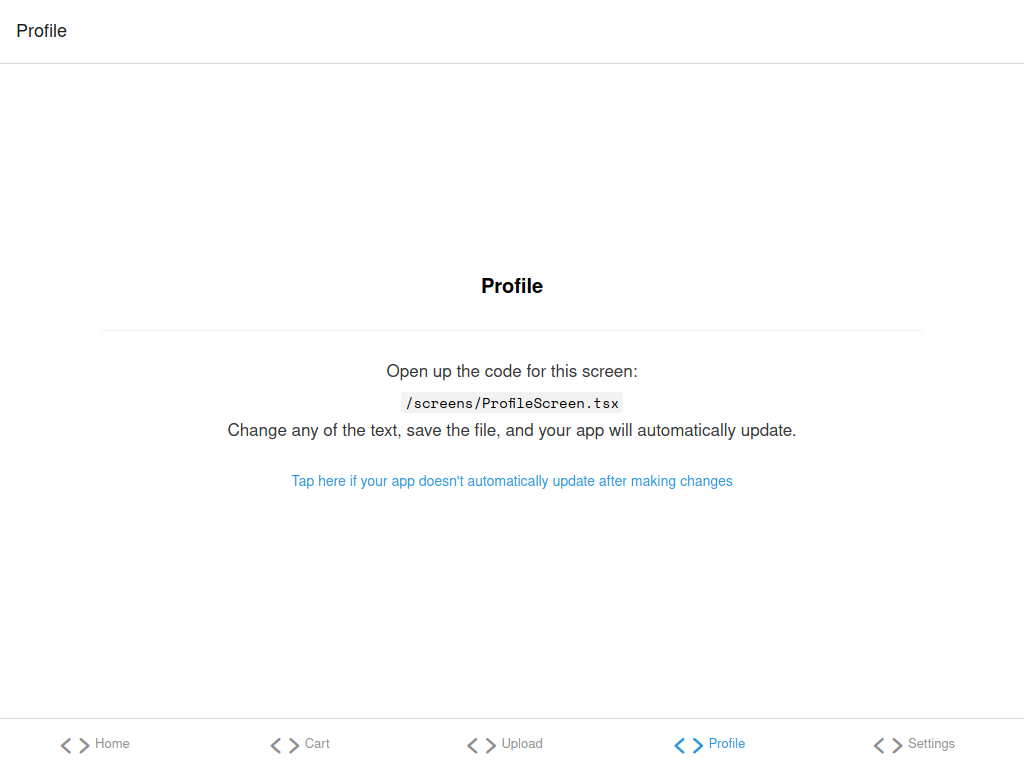 Profile
Profile
Open up the code for this screen:
/screens/ProfileScreen.tsx
Change any of the text, save the file, and your app will automatically update.
Tap here if your app doesn't automatically update after making changes
Home Cart Upload Profile Settings